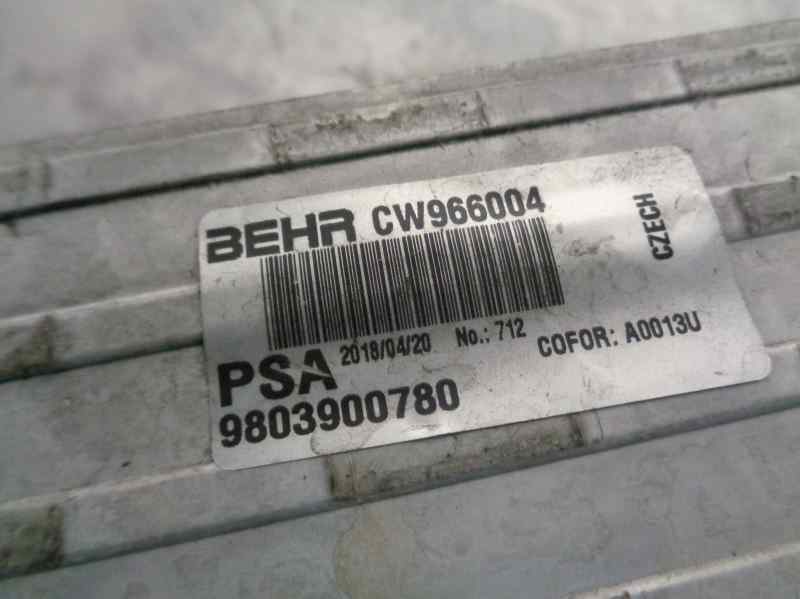 BEHR CW966004
CZECH
PSA 2018/04/20 No.: 712 COFOR: A0013U
9803900780